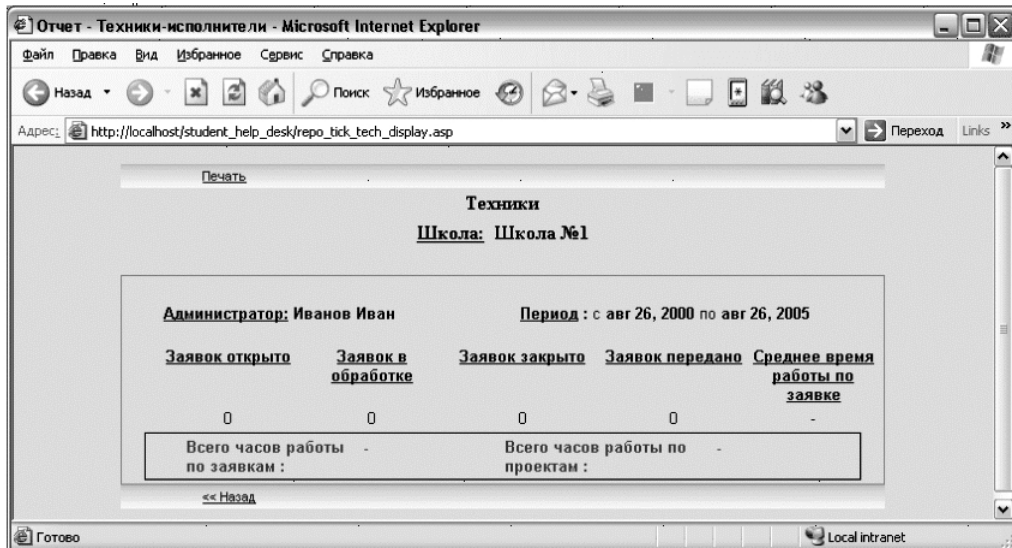 Отчет - Техники-исполнители - Microsoft Internet Explorer
Файл Правка Вид Избранное Сервис Справка
Назад Поиск Избранное
Адрес: http://localhost/student_help_desk/repo_tick_tech_display.asp Переход Links »
Печать
Техники
Школа: Школа №1
Администратор: Иванов Иван Период : с авг 26, 2000 по авг 26, 2005
Заявок открыто Заявок в Заявок закрыто Заявок передано Среднее время
обработке работы по
заявке
0 0 0 0 -
Всего часов работы - Всего часов работы по -
по заявкам : проектам :
<< Назад
Готово Local intranet